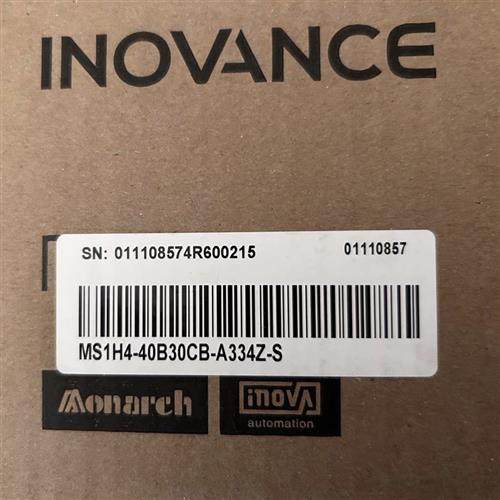 INOVANCE
SN: 011108574R600215 01110857
MS1H4-40B30CB-A334Z-S
Monarch inovA
automation